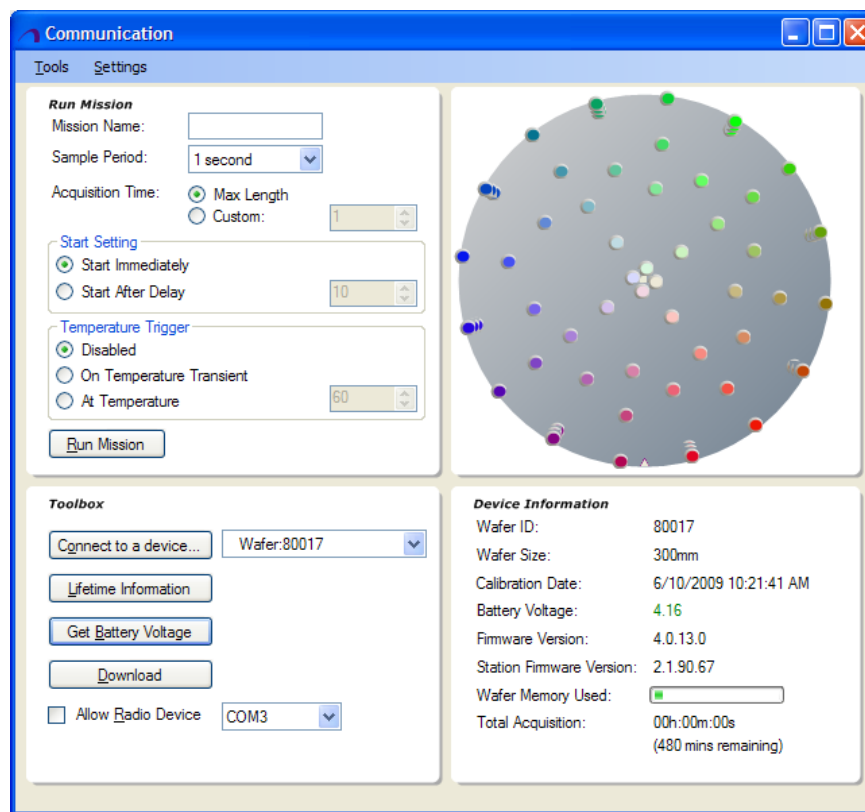 Communication
Tools Settings
Run Mission
Mission Name:
Sample Period: 1 second
Acquisition Time: Max Length
Custom: 1
Start Setting
Start Immediately
Start After Delay 10
Temperature Trigger
Disabled
On Temperature Transient
At Temperature 60
Run Mission
Toolbox
Connect to a device... Wafer:80017
Lifetime Information
Get Battery Voltage
Download
Allow Radio Device COM3
Device Information
Wafer ID: 80017
Wafer Size: 300mm
Calibration Date: 6/10/2009 10:21:41 AM
Battery Voltage: 4.16
Firmware Version: 4.0.13.0
Station Firmware Version: 2.1.90.67
Wafer Memory Used:
Total Acquisition: 00h:00m:00s
(480 mins remaining)